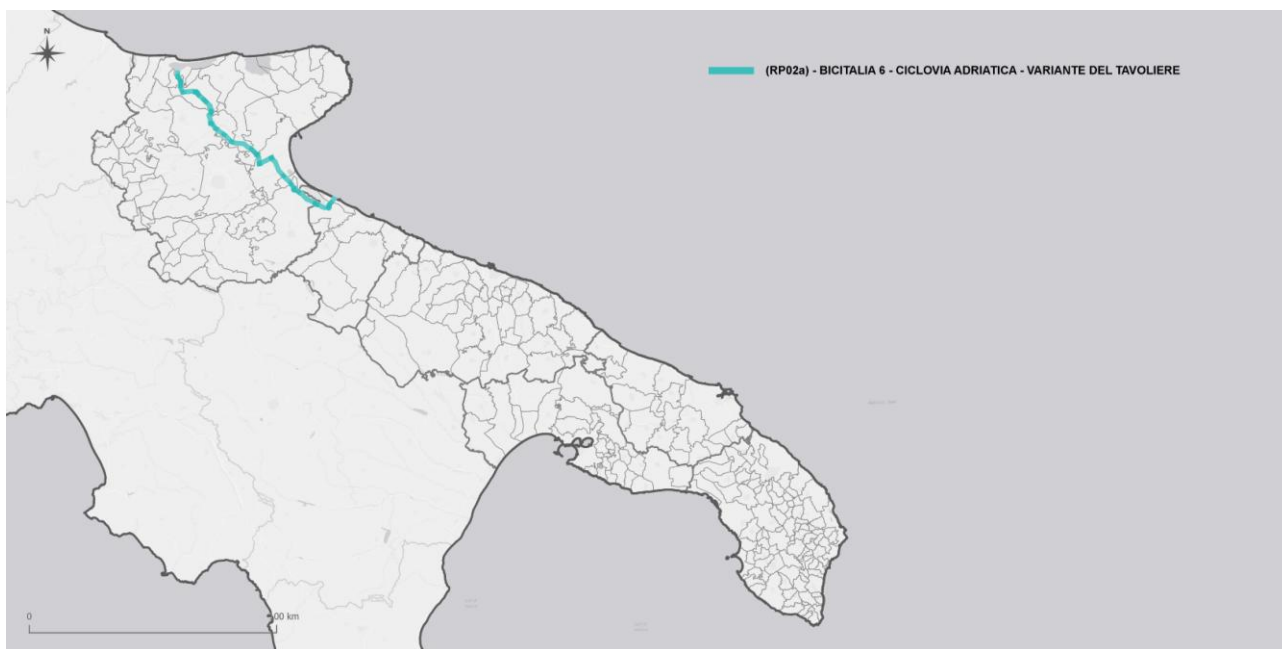 N
(RP02a) - BICITALIA 6 - CICLOVIA ADRIATICA - VARIANTE DEL TAVOLIERE
0 00 km